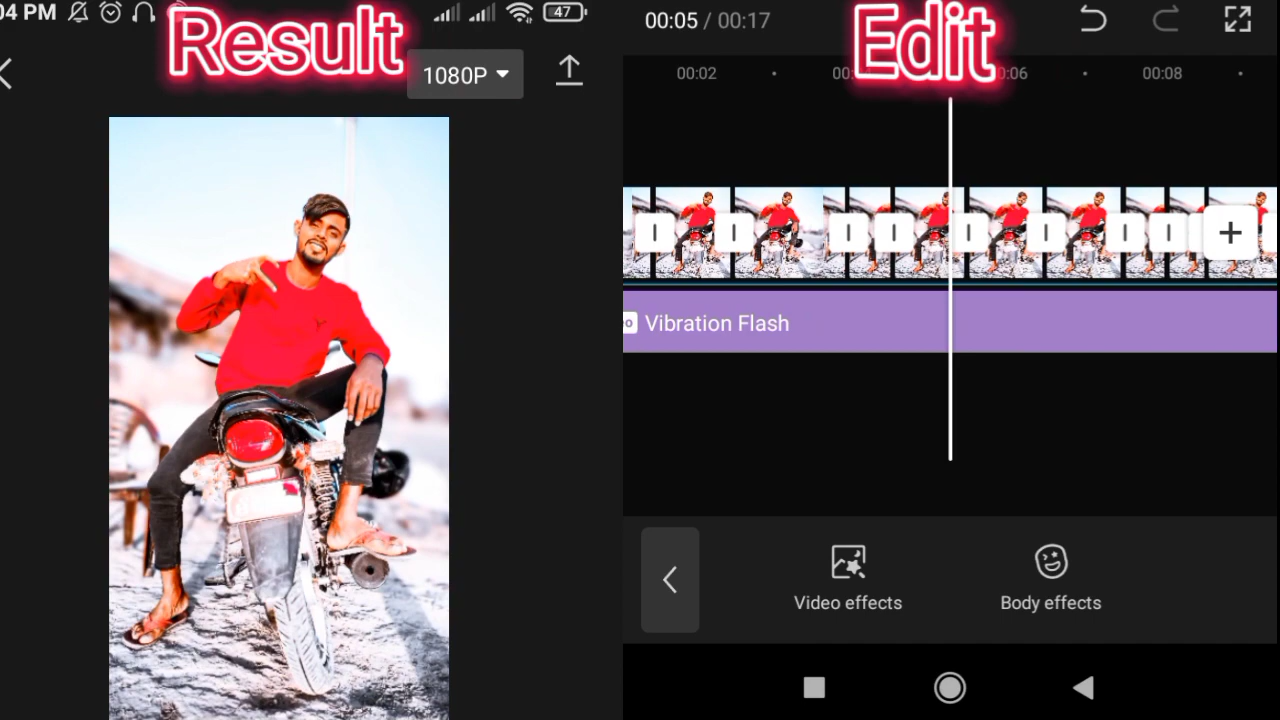 04 PM
47
Result
1080P
00:05 / 00:17
Edit
00:02
:06
00:08
Vibration Flash
Video effects
Body effects